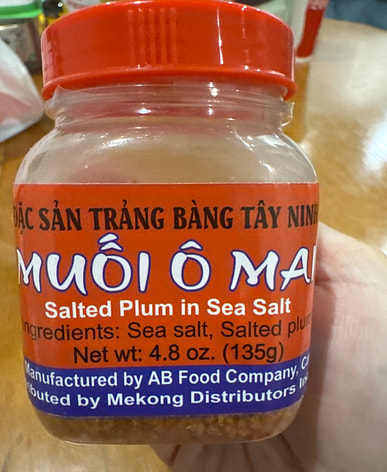 ĐẶC SẢN TRẢNG BÀNG TÂY NINH
MUỐI Ô MAI
Salted Plum in Sea Salt
Ingredients: Sea salt, Salted plum
Net wt: 4.8 oz. (135g)
Manufactured by AB Food Company,
Distributed by Mekong Distributors